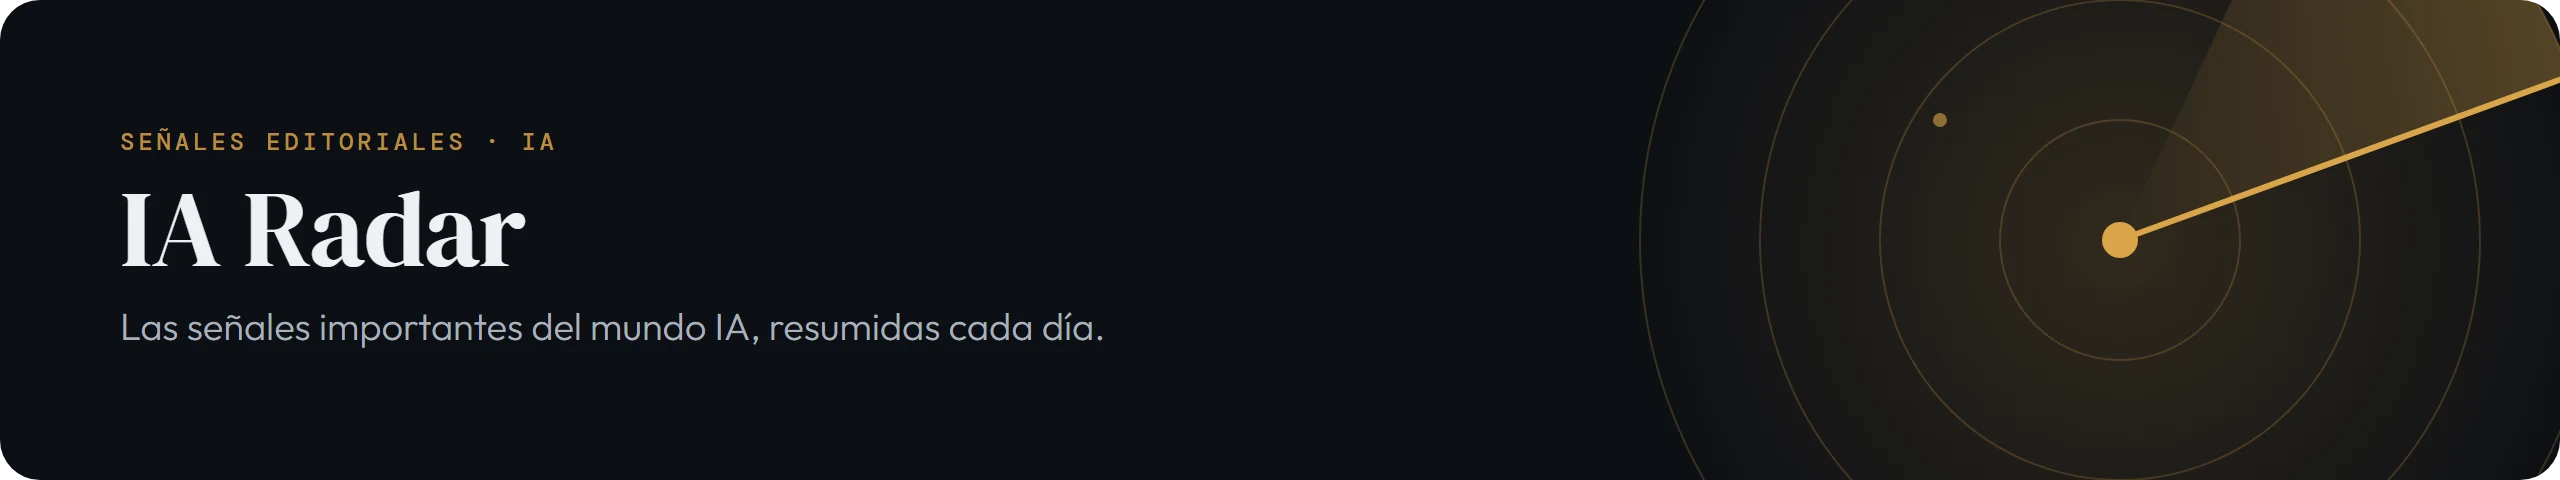 SEÑALES EDITORIALES · IA
IA Radar
Las señales importantes del mundo IA, resumidas cada día.